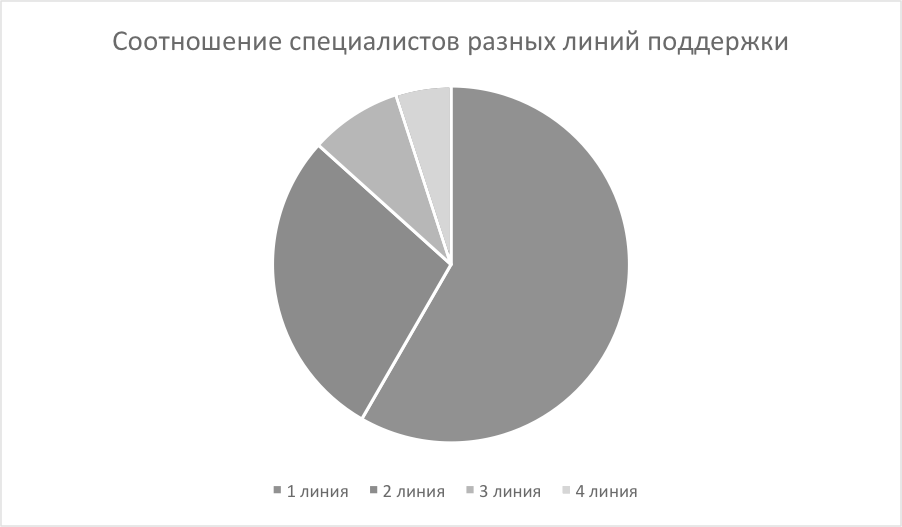 Соотношение специалистов разных линий поддержки
1 линия 2 линия 3 линия 4 линия